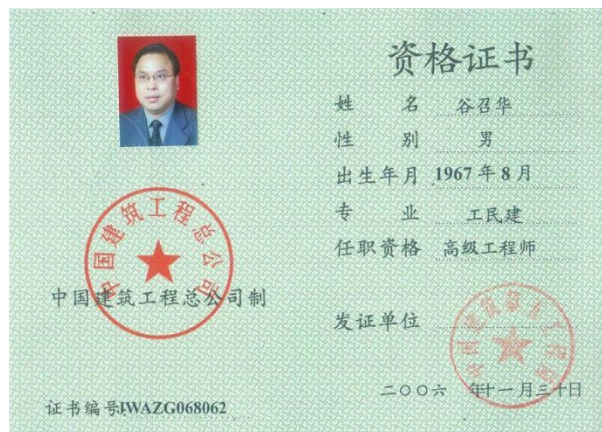 资格证书
姓 名 谷召华
性 别 男
出生年月 1967年8月
专 业 工民建
任职资格 高级工程师
发证单位
二〇〇六 年十一月三十日
中国建筑工程总公司
中国建筑工程总公司制
证书编号JWAZG068062